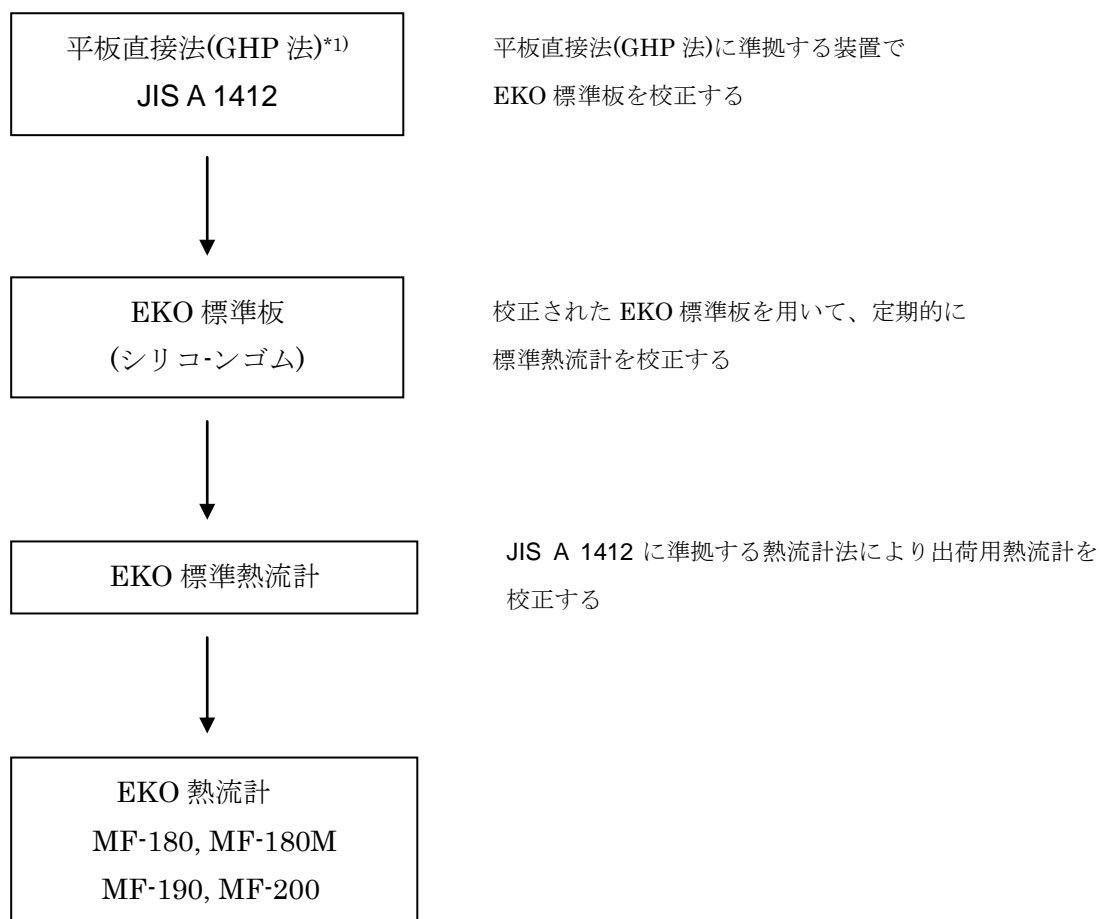 平板直接法(GHP 法)*1)
JIS A 1412
平板直接法(GHP 法)に準拠する装置で
EKO 標準板を校正する
EKO 標準板
(シリコ-ンゴム)
校正された EKO 標準板を用いて、定期的に
標準熱流計を校正する
EKO 標準熱流計
JIS A 1412 に準拠する熱流計法により出荷用熱流計を
校正する
EKO 熱流計
MF-180, MF-180M
MF-190, MF-200